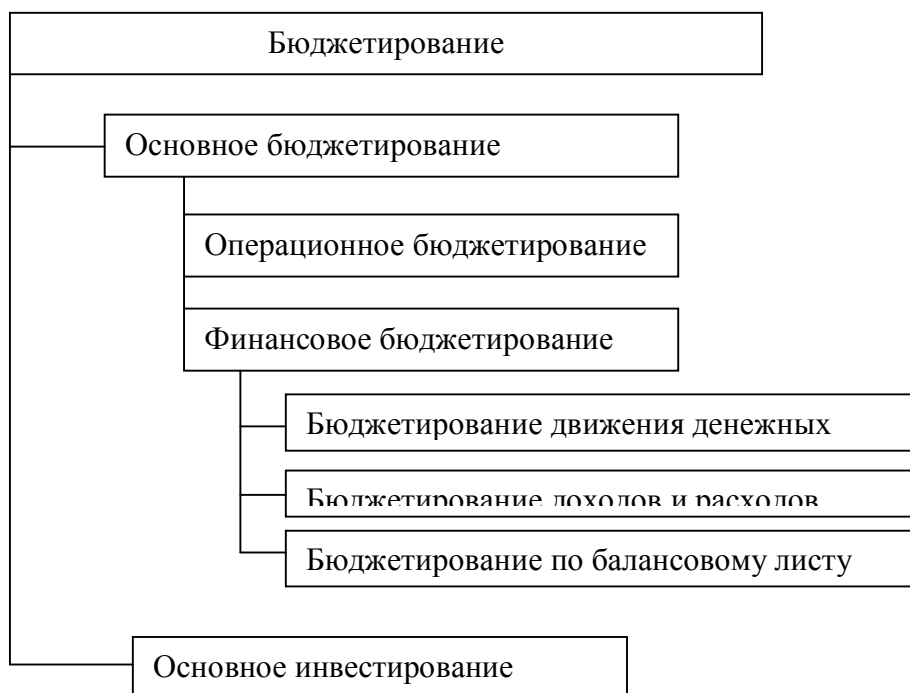 Бюджетирование
Основное бюджетирование
Операционное бюджетирование
Финансовое бюджетирование
Бюджетирование движения денежных
Бюджетирование доходов и расходов
Бюджетирование по балансовому листу
Основное инвестирование